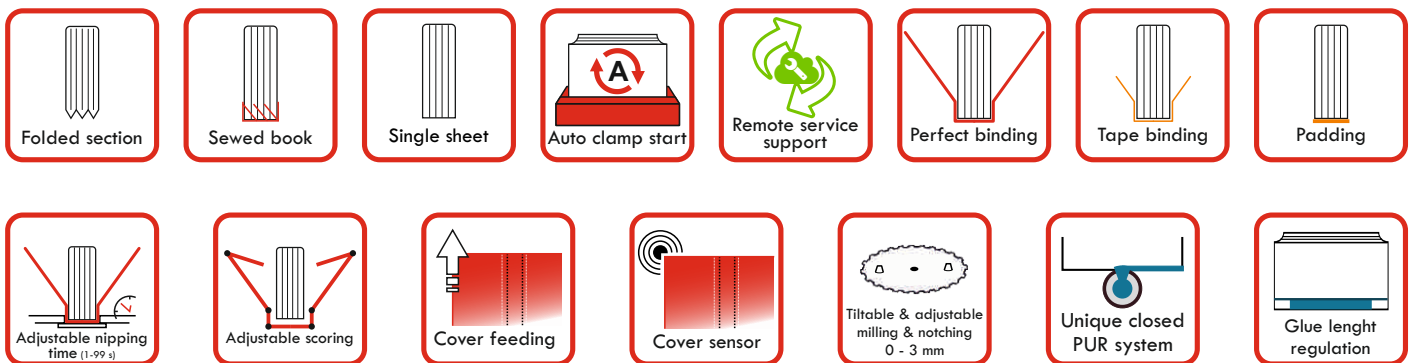 Folded section
Sewed book
Single sheet
A
Auto clamp start
Remote service
support
Perfect binding
Tape binding
Padding
Adjustable nipping
time (1-99 s)
Adjustable scoring
Cover feeding
Cover sensor
Tiltable & adjustable
milling & notching
0 - 3 mm
Unique closed
PUR system
Glue lenght
regulation